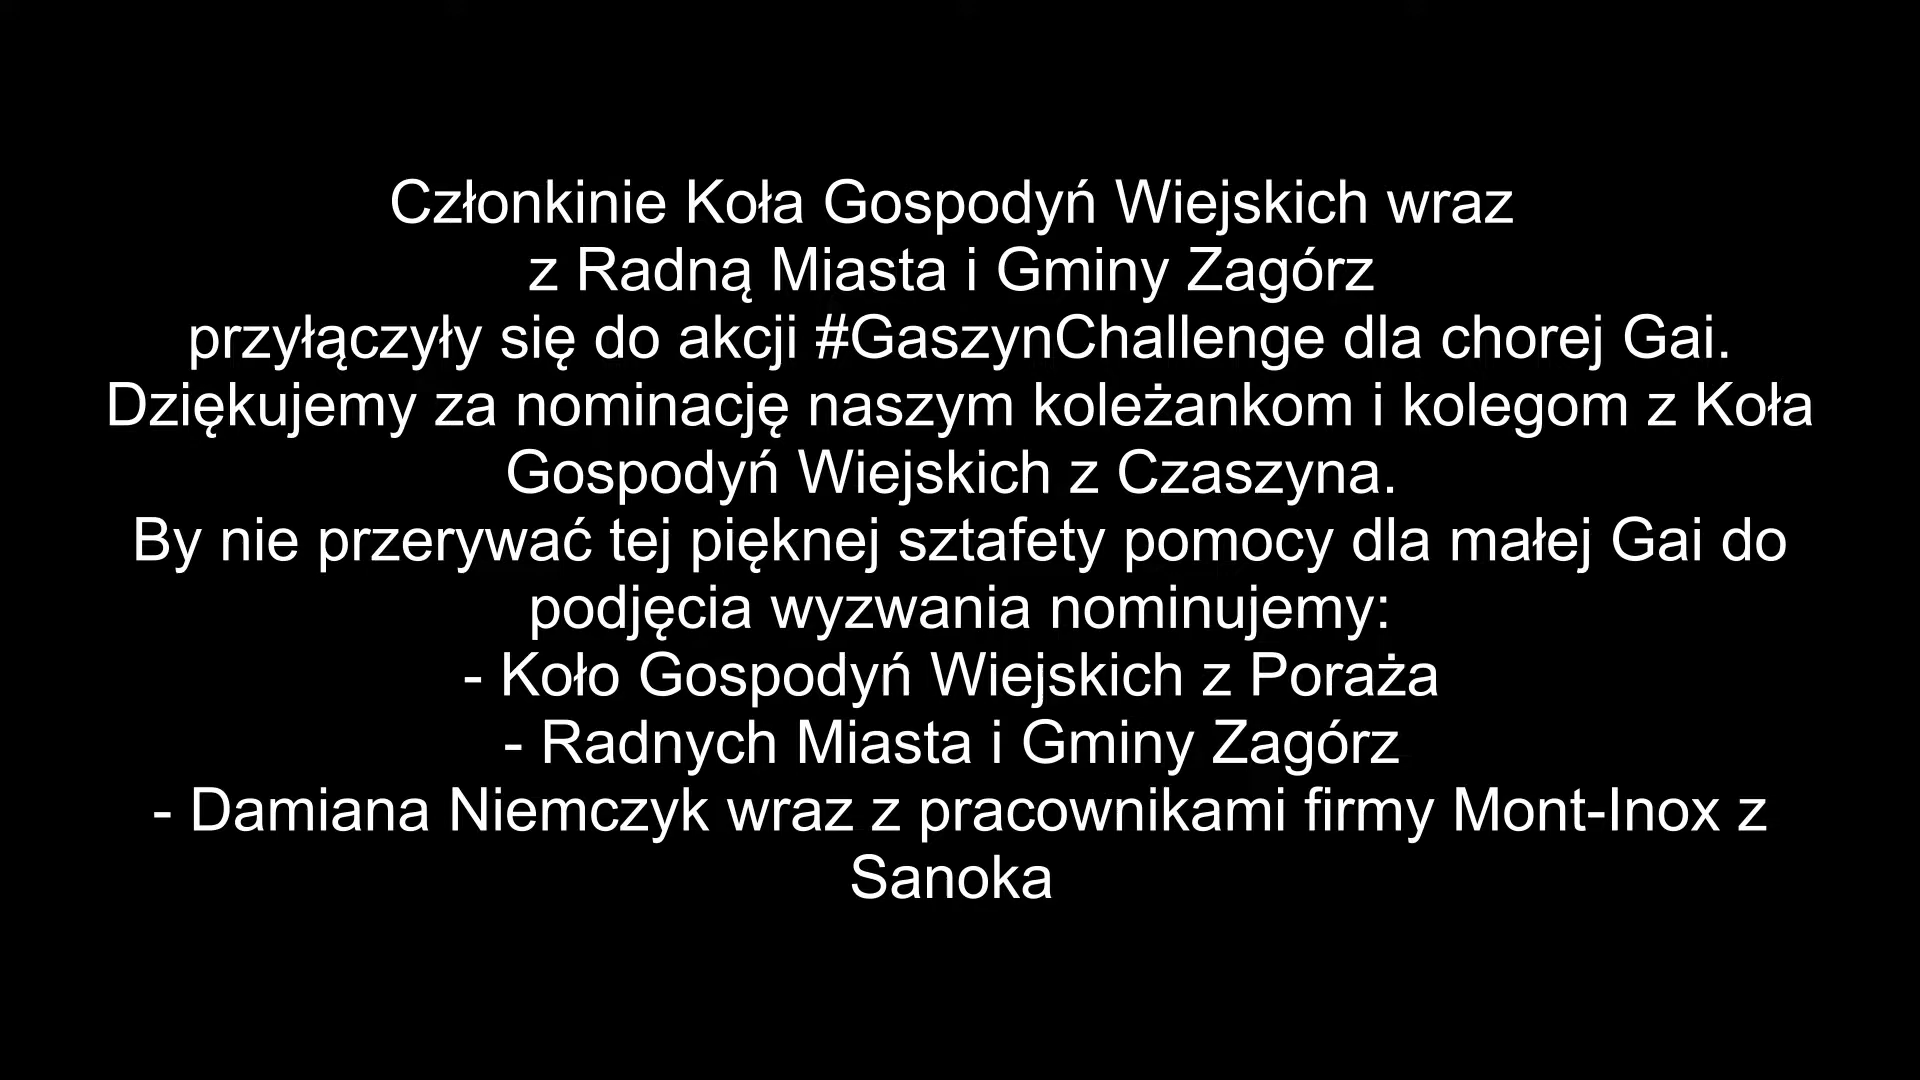 Członkinie Koła Gospodyń Wiejskich wraz
z Radną Miasta i Gminy Zagórz
przyłączyły się do akcji #GaszynChallenge dla chorej Gai.
Dziękujemy za nominację naszym koleżankom i kolegom z Koła
Gospodyń Wiejskich z Czaszyna.
By nie przerywać tej pięknej sztafety pomocy dla małej Gai do
podjęcia wyzwania nominujemy:
- Koło Gospodyń Wiejskich z Poraża
- Radnych Miasta i Gminy Zagórz
- Damiana Niemczyk wraz z pracownikami firmy Mont-Inox z
Sanoka